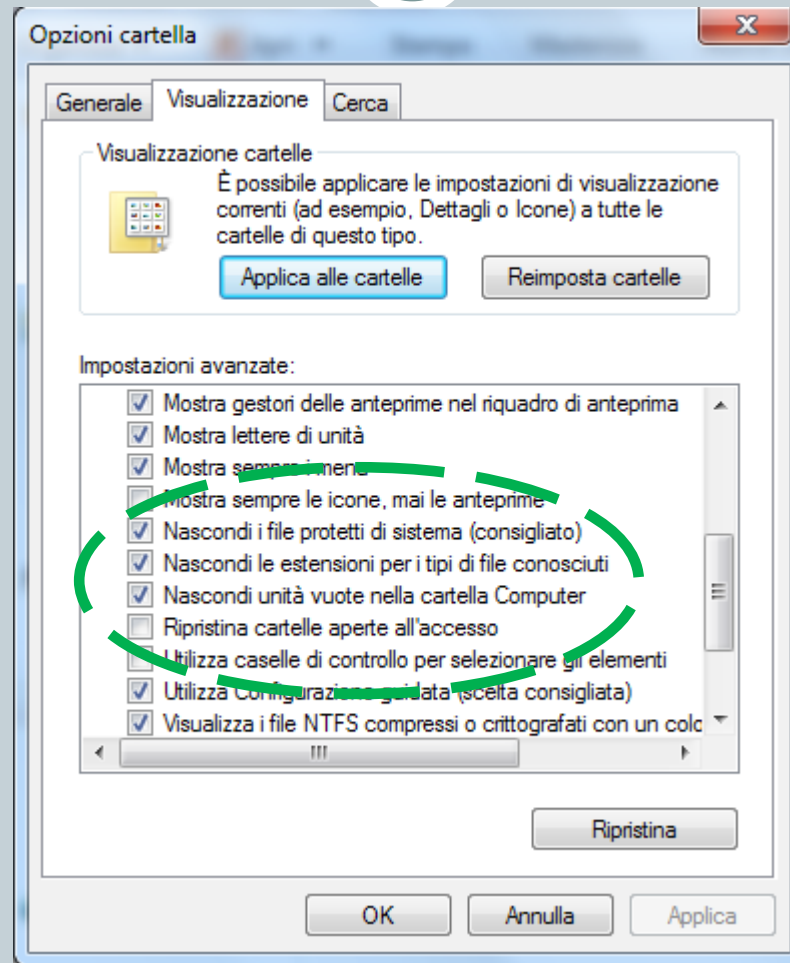 Opzioni cartella
Generale Visualizzazione Cerca
Visualizzazione cartelle
È possibile applicare le impostazioni di visualizzazione
correnti (ad esempio, Dettagli o Icone) a tutte le
cartelle di questo tipo.
Applica alle cartelle Reimposta cartelle
Impostazioni avanzate:
Mostra gestori delle anteprime nel riquadro di anteprima
Mostra lettere di unità
Mostra sempre i menu
Mostra sempre le icone, mai le anteprime
Nascondi i file protetti di sistema (consigliato)
Nascondi le estensioni per i tipi di file conosciuti
Nascondi unità vuote nella cartella Computer
Ripristina cartelle aperte all'accesso
Utilizza caselle di controllo per selezionare gli elementi
Utilizza Configurazione guidata (scelta consigliata)
Visualizza i file NTFS compressi o crittografati con un colo
Ripristina
OK Annulla Applica